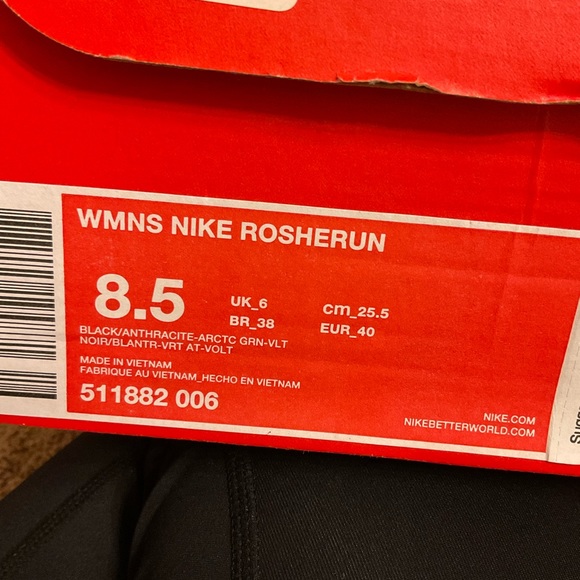 WMNS NIKE ROSHERUN
8.5
UK_6 cm_25.5
BR_38 EUR_40
BLACK/ANTHRACITE-ARCTC GRN-VLT
NOIR/BLANTR-VRT AT-VOLT
MADE IN VIETNAM
FABRIQUE AU VIETNAM_HECHO EN VIETNAM
511882 006
NIKE.COM
NIKEBETTERWORLD.COM